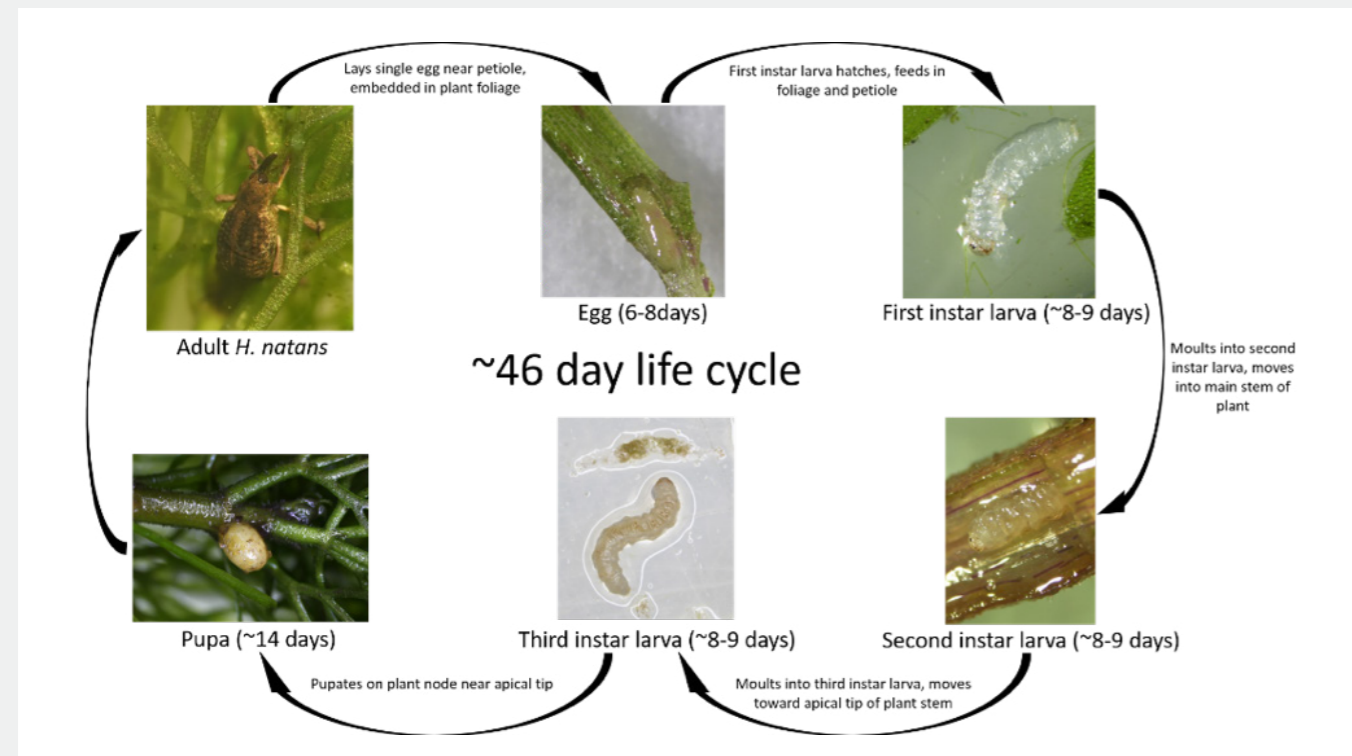 Lays single egg near petiole,
embedded in plant foliage
First instar larva hatches, feeds in
foliage and petiole
Adult H. natans
Egg (6-8days)
First instar larva (~8-9 days)
~46 day life cycle
Moults into second
instar larva, moves
into main stem of
plant
Pupa (~14 days)
Third instar larva (~8-9 days)
Second instar larva (~8-9 days)
Pupates on plant node near apical tip
Moults into third instar larva, moves
toward apical tip of plant stem